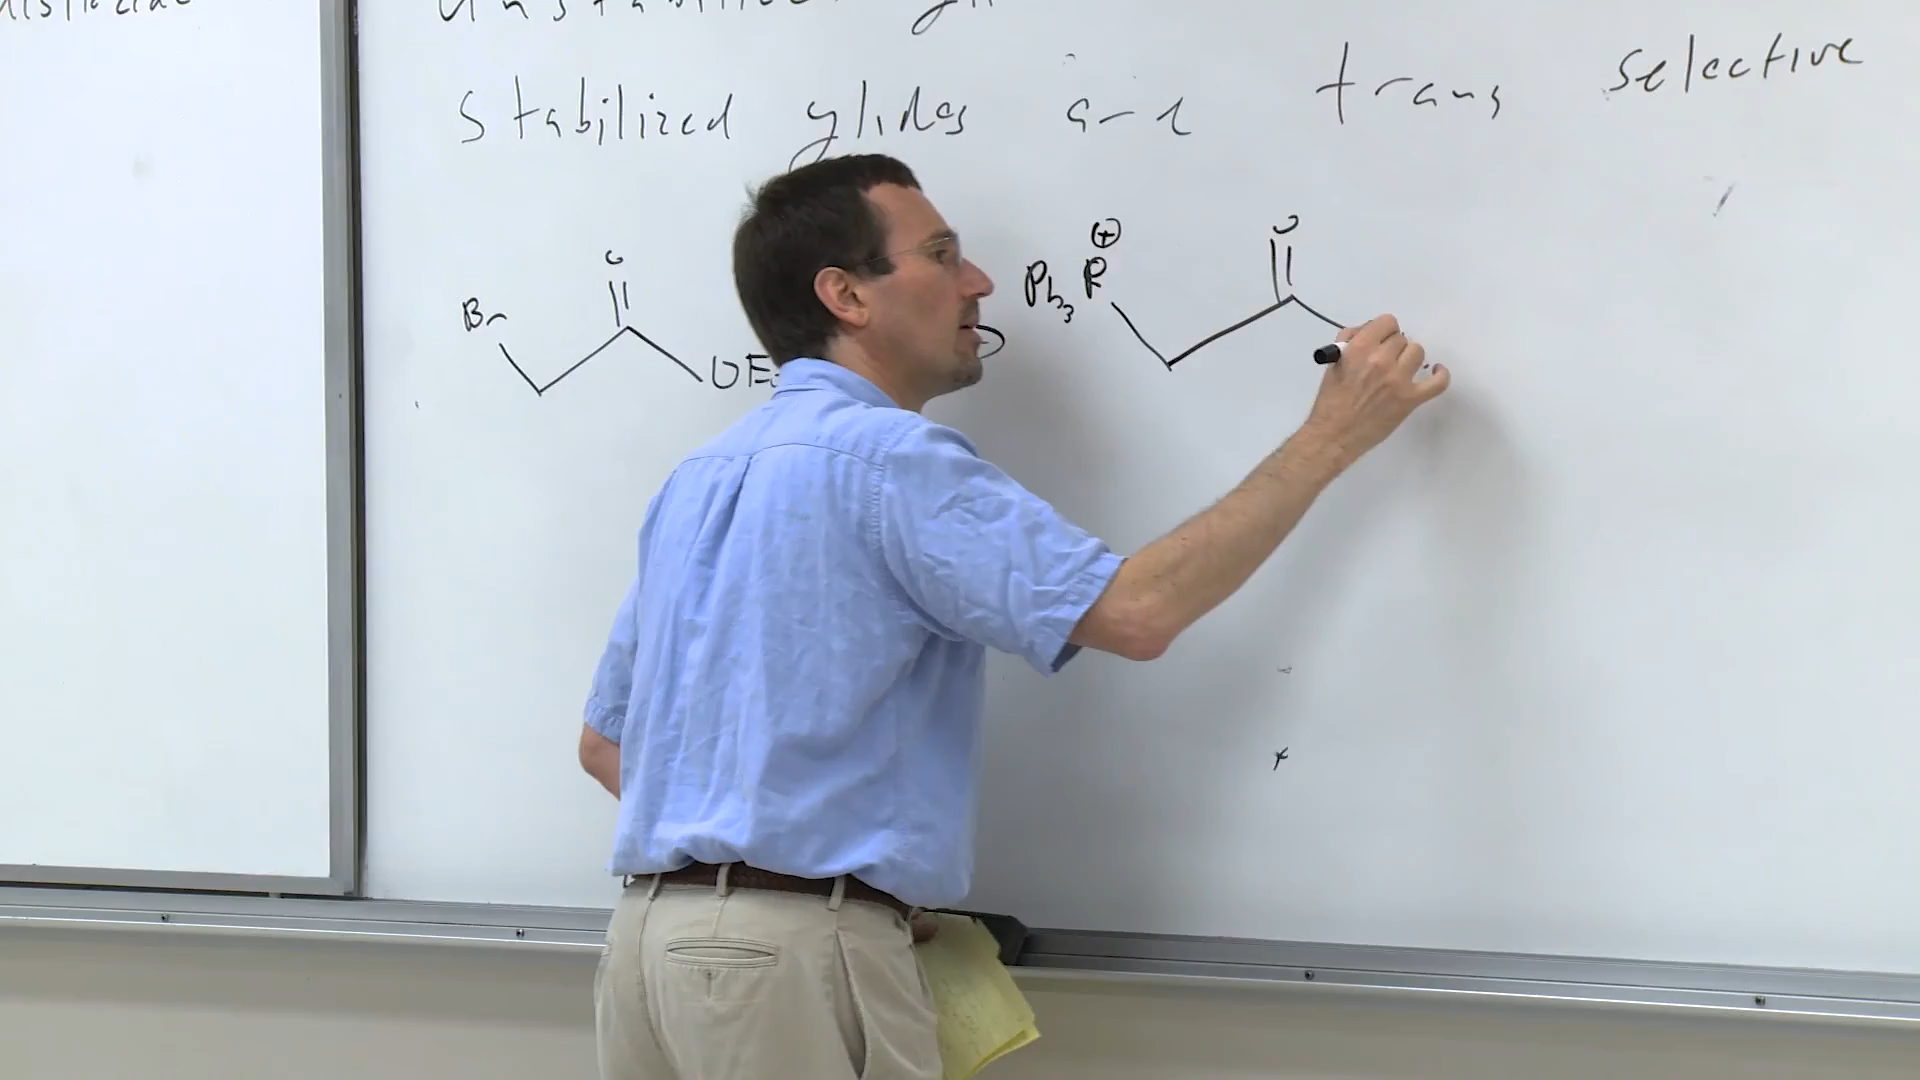 Stabilized ylides are trans selective
O
Br
OEt
⊕
Ph3P
O